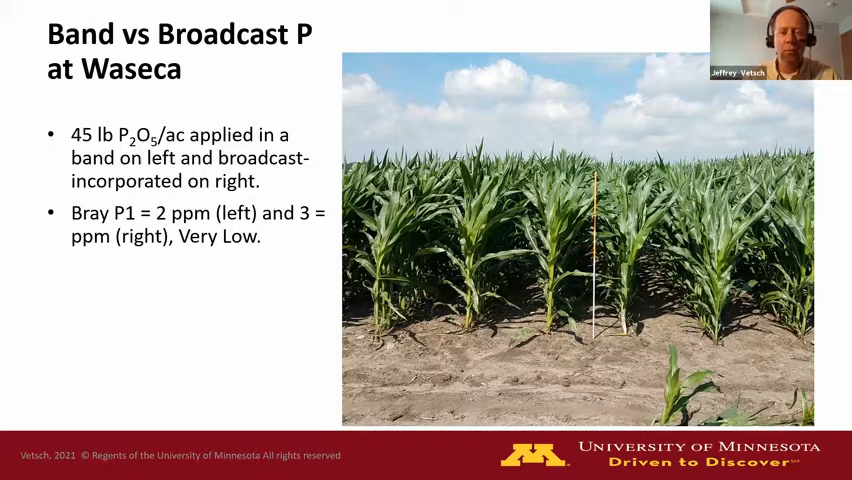 Band vs Broadcast P
at Waseca
Jeffrey Vetsch
• 45 lb P₂O₅/ac applied in a
band on left and broadcast-
incorporated on right.
• Bray P1 = 2 ppm (left) and 3 =
ppm (right), Very Low.
Vetsch, 2021 © Regents of the University of Minnesota All rights reserved
UNIVERSITY OF MINNESOTA
Driven to Discover℠